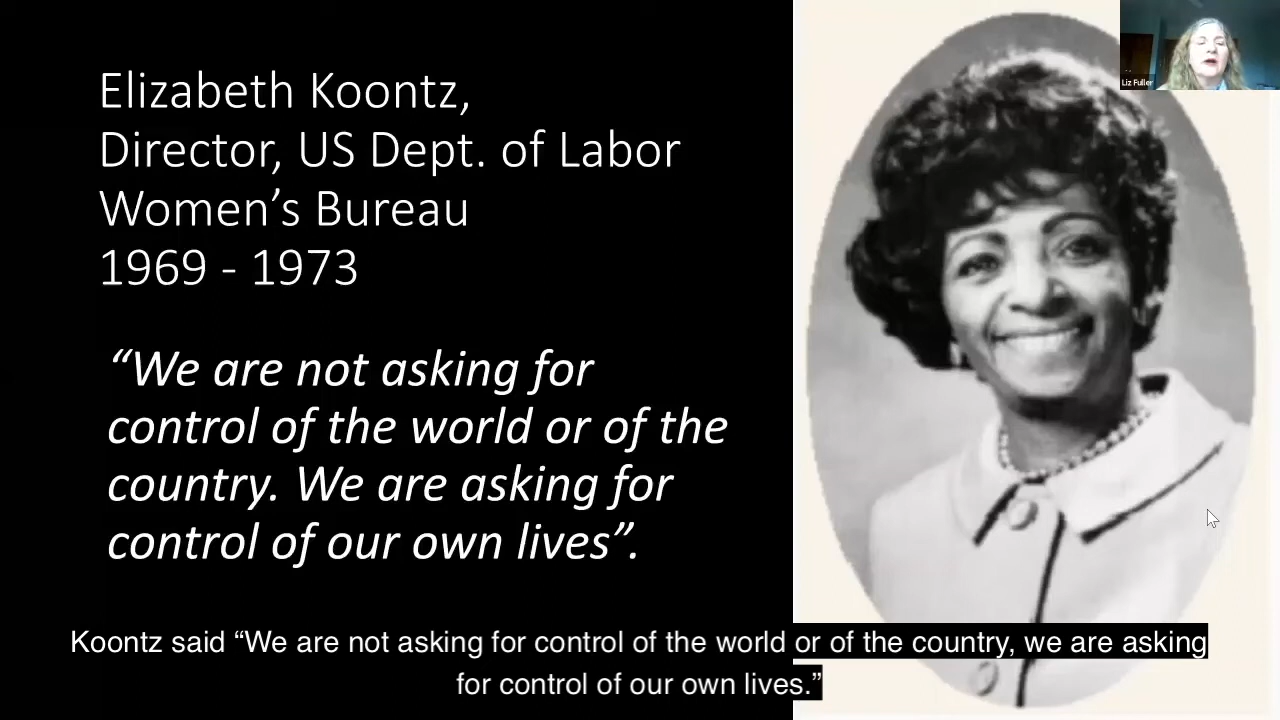 Elizabeth Koontz,
Director, US Dept. of Labor
Women’s Bureau
1969 - 1973
“We are not asking for
control of the world or of the
country. We are asking for
control of our own lives”.
Liz Fuller
Koontz said “We are not asking for control of the world or of the country, we are asking
for control of our own lives.”